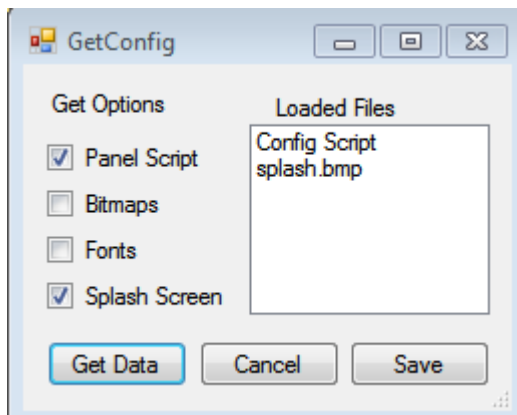 GetConfig
Get Options
Panel Script
Bitmaps
Fonts
Splash Screen
Loaded Files
Config Script
splash.bmp
Get Data
Cancel
Save